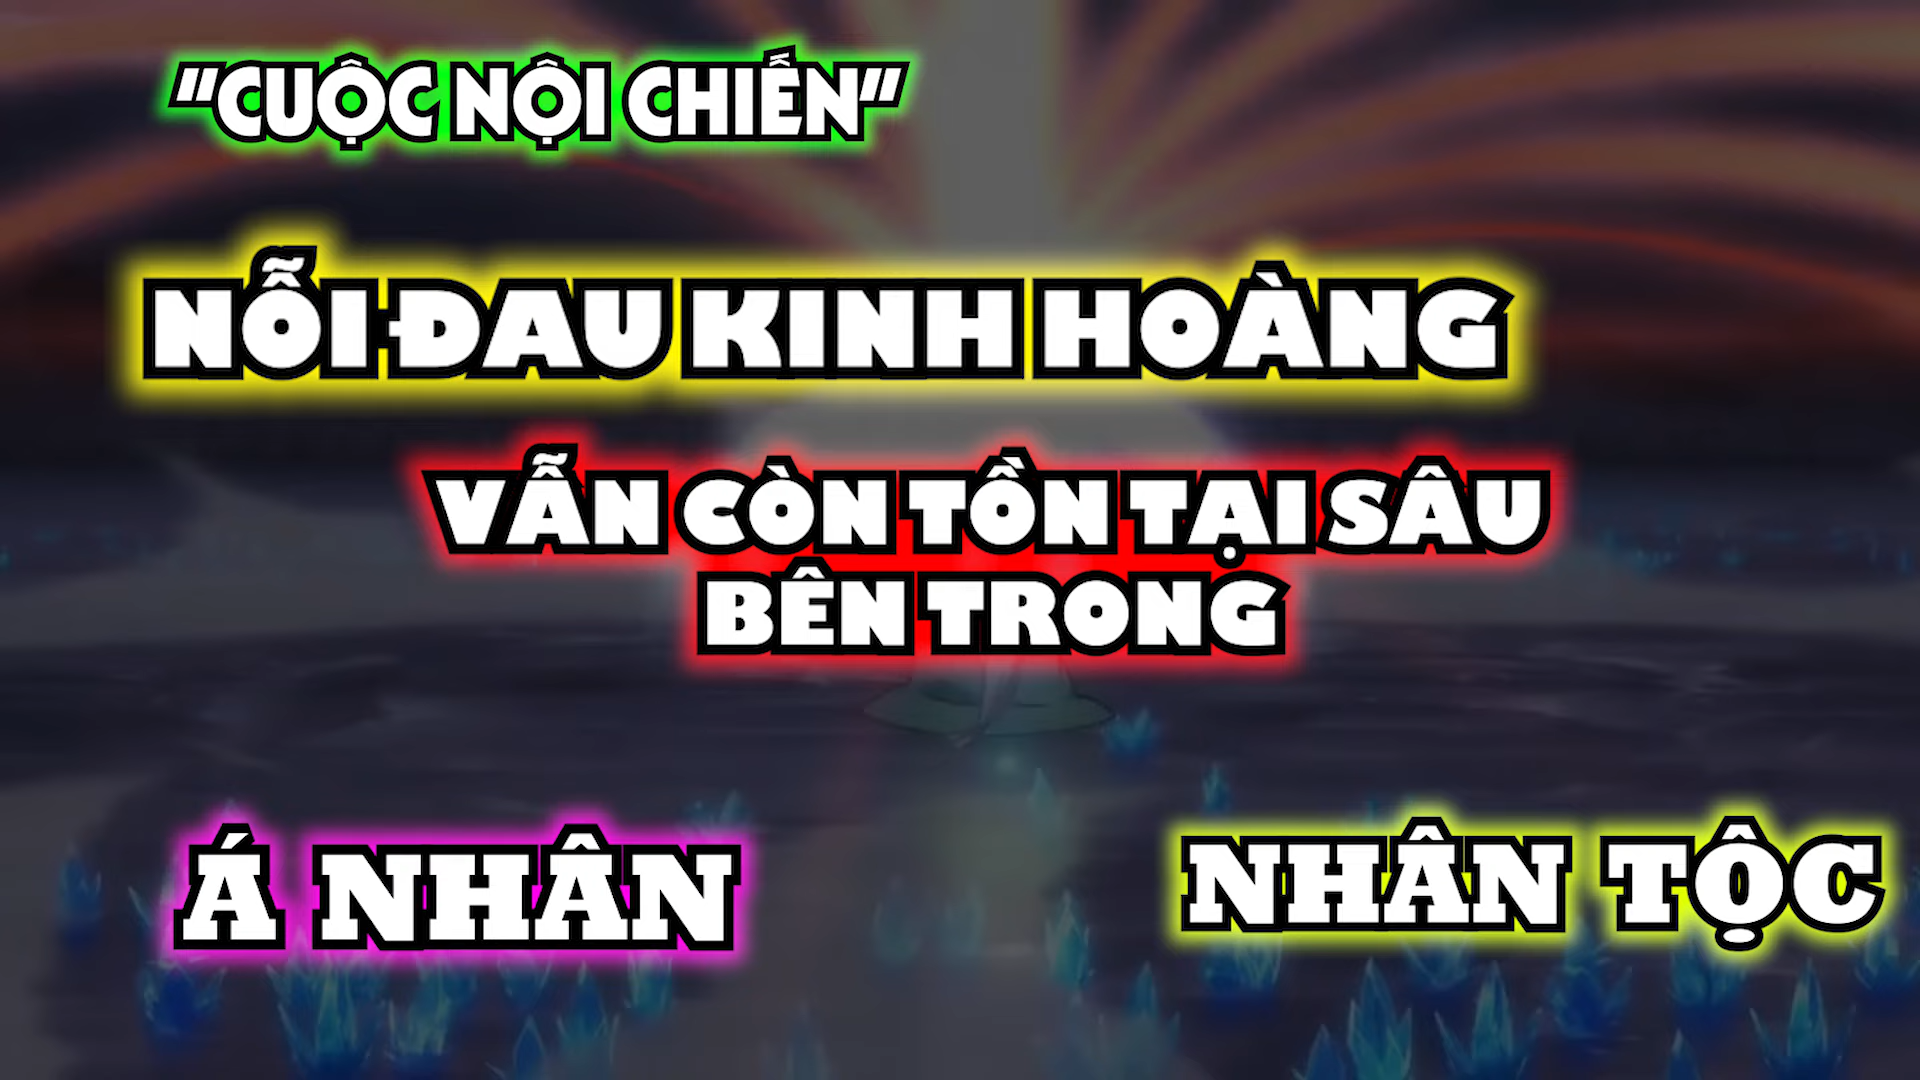 "CUỘC NỘI CHIẾN"
NỖI ĐAU KINH HOÀNG
VẪN CÒN TỒN TẠI SÂU
BÊN TRONG
Á NHÂN
NHÂN TỘC